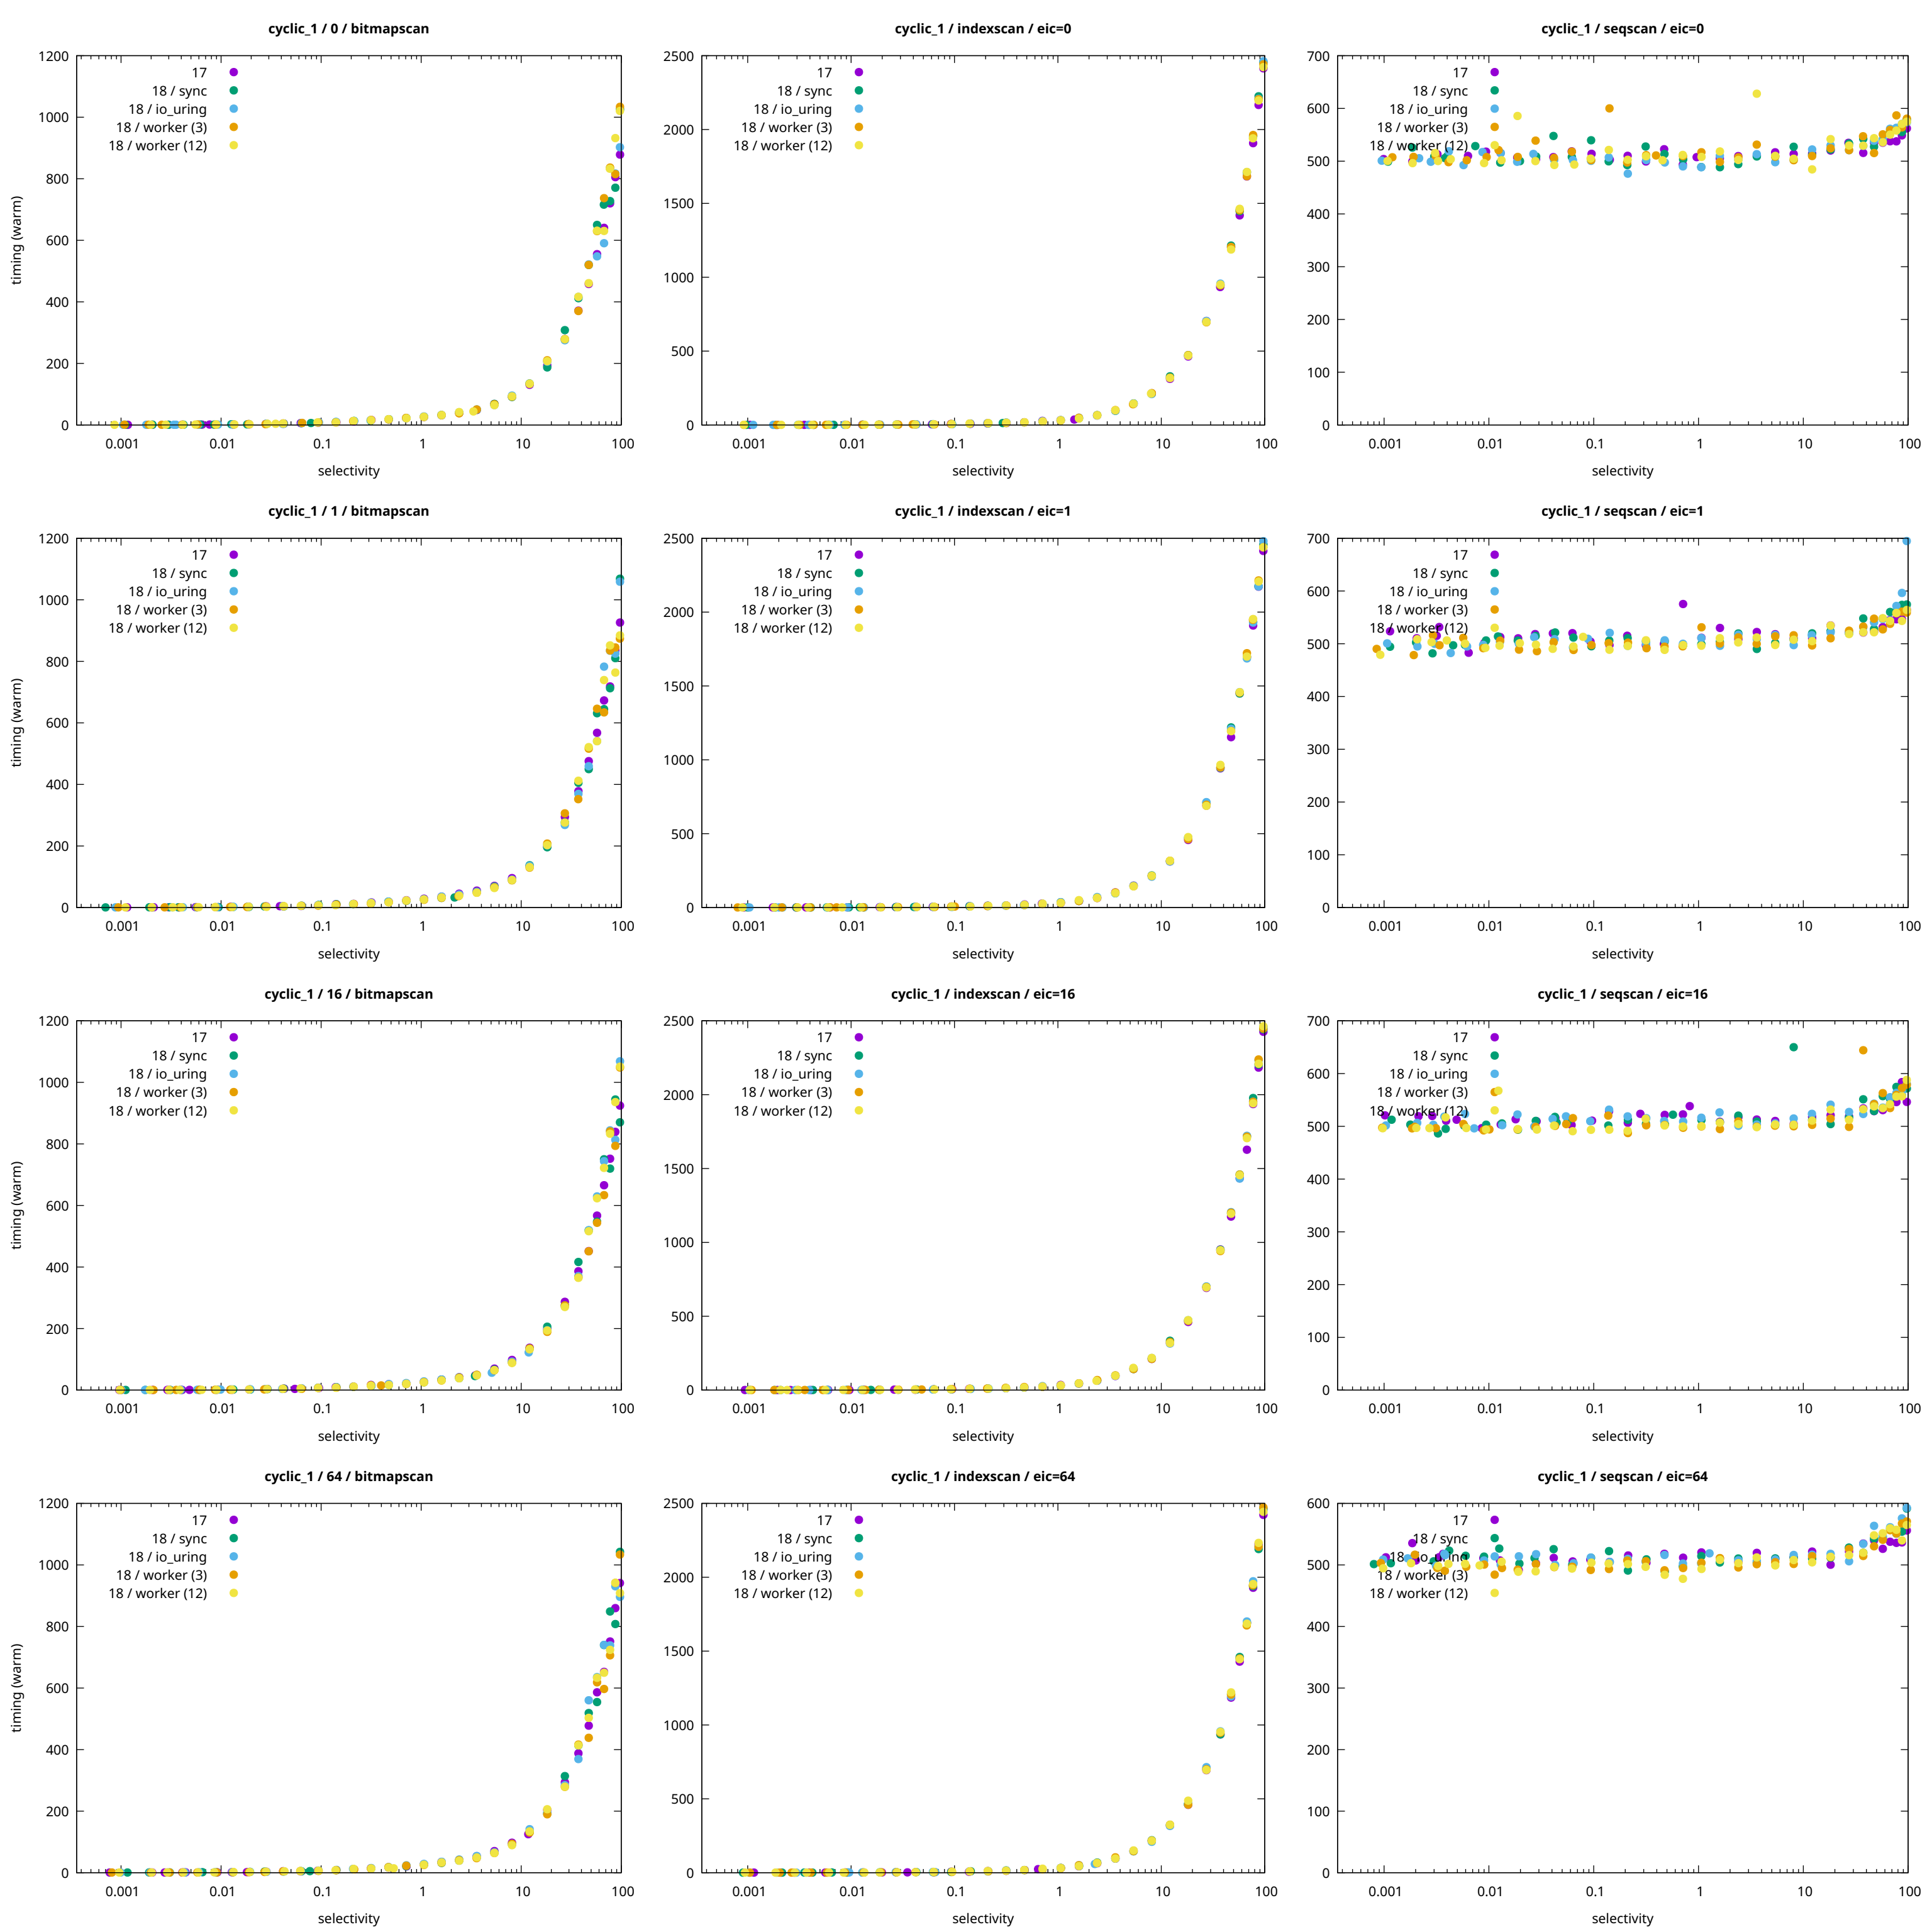 cyclic_1 / 0 / bitmapscan
1200
1000
800
600
400
200
0
timing (warm)
17
18 / sync
18 / io_uring
18 / worker (3)
18 / worker (12)
0.001 0.01 0.1 1 10 100
selectivity
cyclic_1 / indexscan / eic=0
2500
2000
1500
1000
500
0
17
18 / sync
18 / io_uring
18 / worker (3)
18 / worker (12)
0.001 0.01 0.1 1 10 100
selectivity
cyclic_1 / seqscan / eic=0
700
600
500
400
300
200
100
0
17
18 / sync
18 / io_uring
18 / worker (3)
18 / worker (12)
0.001 0.01 0.1 1 10 100
selectivity
cyclic_1 / 1 / bitmapscan
1200
1000
800
600
400
200
0
timing (warm)
17
18 / sync
18 / io_uring
18 / worker (3)
18 / worker (12)
0.001 0.01 0.1 1 10 100
selectivity
cyclic_1 / indexscan / eic=1
2500
2000
1500
1000
500
0
17
18 / sync
18 / io_uring
18 / worker (3)
18 / worker (12)
0.001 0.01 0.1 1 10 100
selectivity
cyclic_1 / seqscan / eic=1
700
600
500
400
300
200
100
0
17
18 / sync
18 / io_uring
18 / worker (3)
18 / worker (12)
0.001 0.01 0.1 1 10 100
selectivity
cyclic_1 / 16 / bitmapscan
1200
1000
800
600
400
200
0
timing (warm)
17
18 / sync
18 / io_uring
18 / worker (3)
18 / worker (12)
0.001 0.01 0.1 1 10 100
selectivity
cyclic_1 / indexscan / eic=16
2500
2000
1500
1000
500
0
17
18 / sync
18 / io_uring
18 / worker (3)
18 / worker (12)
0.001 0.01 0.1 1 10 100
selectivity
cyclic_1 / seqscan / eic=16
700
600
500
400
300
200
100
0
17
18 / sync
18 / io_uring
18 / worker (3)
18 / worker (12)
0.001 0.01 0.1 1 10 100
selectivity
cyclic_1 / 64 / bitmapscan
1200
1000
800
600
400
200
0
timing (warm)
17
18 / sync
18 / io_uring
18 / worker (3)
18 / worker (12)
0.001 0.01 0.1 1 10 100
selectivity
cyclic_1 / indexscan / eic=64
2500
2000
1500
1000
500
0
17
18 / sync
18 / io_uring
18 / worker (3)
18 / worker (12)
0.001 0.01 0.1 1 10 100
selectivity
cyclic_1 / seqscan / eic=64
600
500
400
300
200
100
0
17
18 / sync
18 / io_uring
18 / worker (3)
18 / worker (12)
0.001 0.01 0.1 1 10 100
selectivity